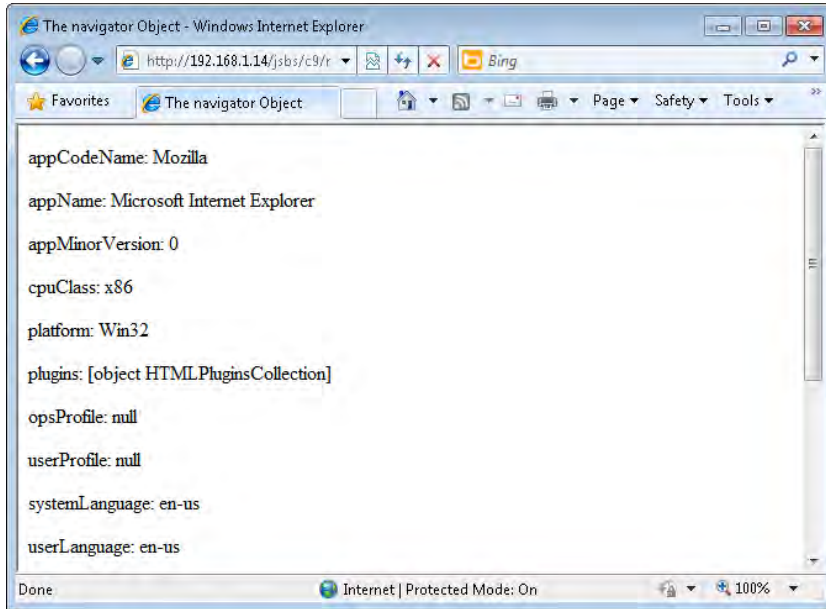 The navigator Object - Windows Internet Explorer
http://192.168.1.14/jsbs/c9/r
Bing
Favorites
The navigator Object
Page
Safety
Tools
appCodeName: Mozilla
appName: Microsoft Internet Explorer
appMinorVersion: 0
cpuClass: x86
platform: Win32
plugins: [object HTMLPluginsCollection]
opsProfile: null
userProfile: null
systemLanguage: en-us
userLanguage: en-us
Done
Internet | Protected Mode: On
100%